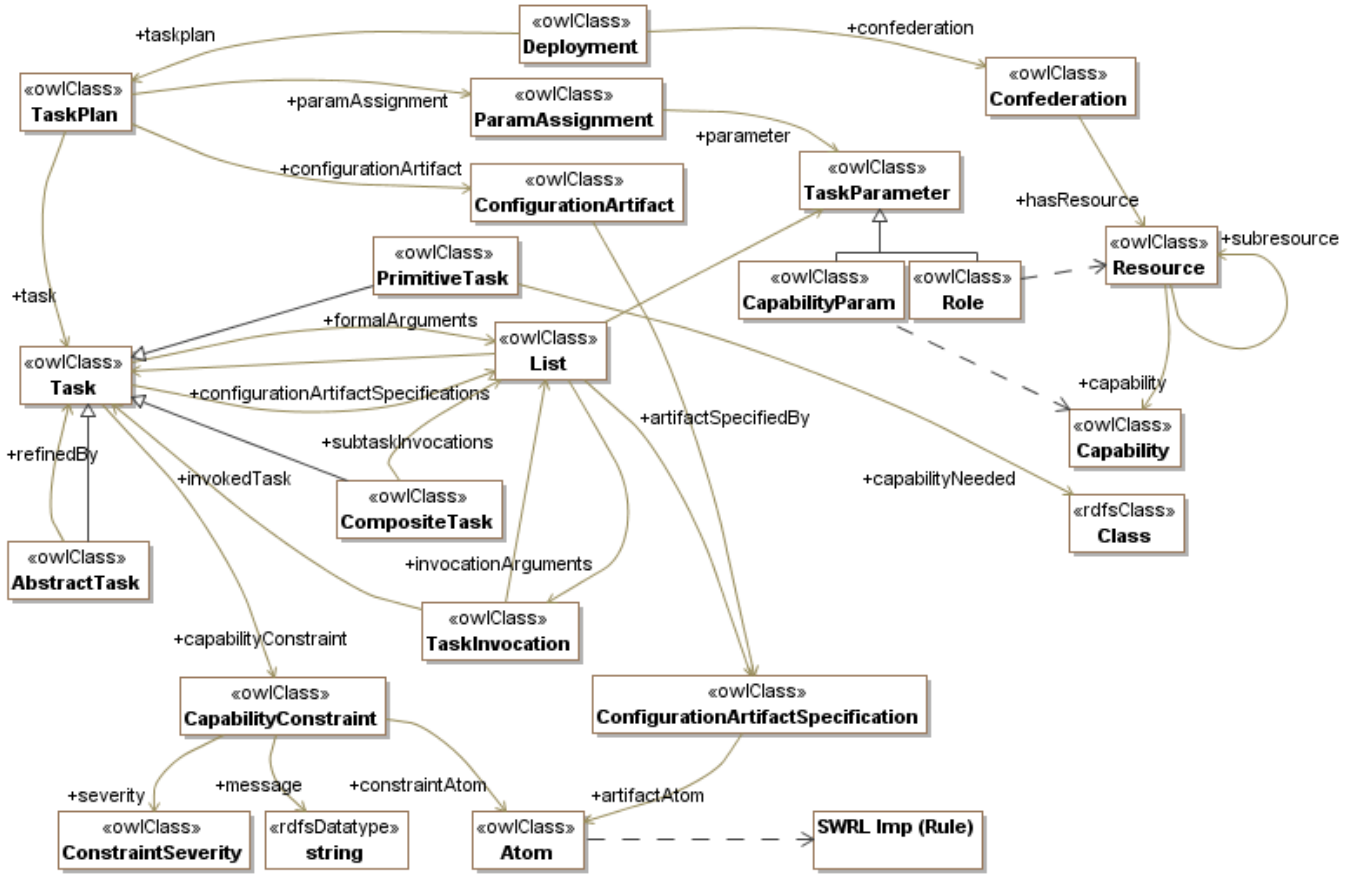 «owlClass»
Deployment
+taskplan
+confederation
«owlClass»
TaskPlan
«owlClass»
ParamAssignment
+paramAssignment
«owlClass»
Confederation
+parameter
+configurationArtifact
«owlClass»
ConfigurationArtifact
«owlClass»
TaskParameter
+hasResource
«owlClass»
Resource
+subresource
«owlClass»
PrimitiveTask
«owlClass»
CapabilityParam
«owlClass»
Role
+task
+formalArguments
«owlClass»
List
«owlClass»
Task
+configurationArtifactSpecifications
+capability
+artifactSpecifiedBy
«owlClass»
Capability
+refinedBy
+subtaskInvocations
+invokedTask
+capabilityNeeded
«owlClass»
CompositeTask
«rdfsClass»
Class
«owlClass»
AbstractTask
+invocationArguments
«owlClass»
TaskInvocation
+capabilityConstraint
«owlClass»
CapabilityConstraint
«owlClass»
ConfigurationArtifactSpecification
+severity
+message
+constraintAtom
+artifactAtom
«owlClass»
ConstraintSeverity
«rdfsDatatype»
string
«owlClass»
Atom
SWRL Imp (Rule)